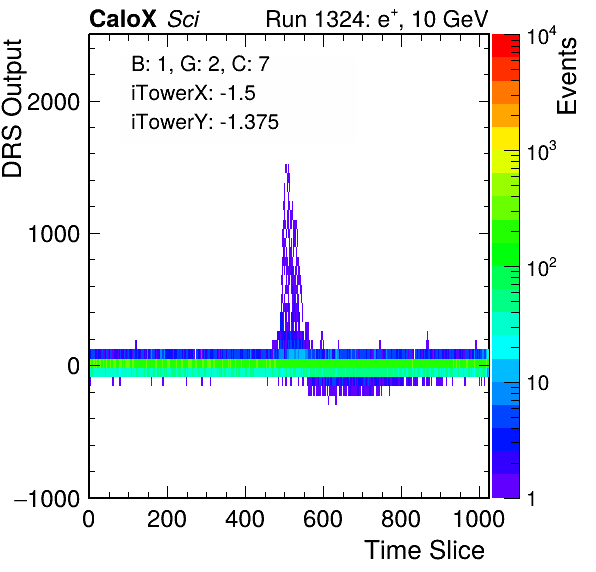 CaloX Sci Run 1324: e⁺, 10 GeV
B: 1, G: 2, C: 7
iTowerX: -1.5
iTowerY: -1.375
DRS Output
2000
1000
0
−1000
0 200 400 600 800 1000
Time Slice
10⁴
10³
10²
10
1
Events